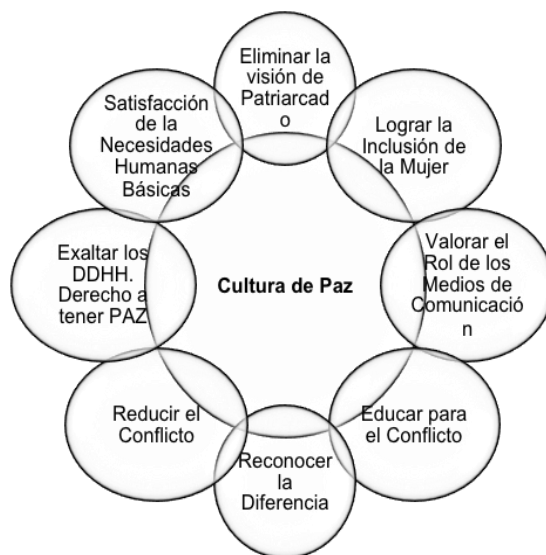 Eliminar la
visión de
Patriarcad
o
Lograr la
Inclusión de
la Mujer
Valorar el
Rol de los
Medios de
Comunicació
n
Educar para
el Conflicto
Reconocer
la
Diferencia
Reducir el
Conflicto
Exaltar los
DDHH.
Derecho a
tener PAZ
Satisfacción
de la
Necesidades
Humanas
Básicas
Cultura de Paz